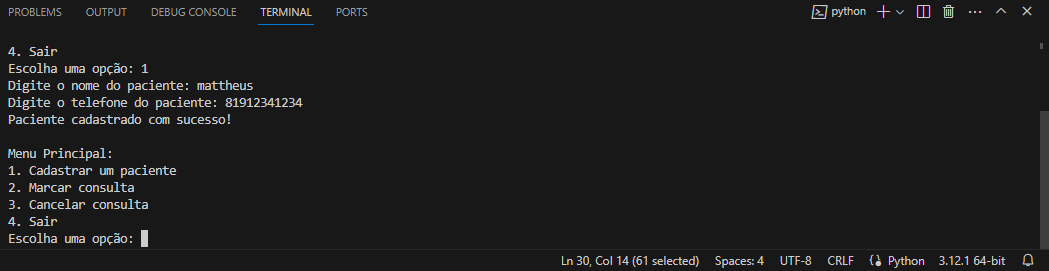 PROBLEMS OUTPUT DEBUG CONSOLE TERMINAL PORTS python
4. Sair
Escolha uma opção: 1
Digite o nome do paciente: mattheus
Digite o telefone do paciente: 81912341234
Paciente cadastrado com sucesso!
Menu Principal:
1. Cadastrar um paciente
2. Marcar consulta
3. Cancelar consulta
4. Sair
Escolha uma opção:
Ln 30, Col 14 (61 selected) Spaces: 4 UTF-8 CRLF Python 3.12.1 64-bit